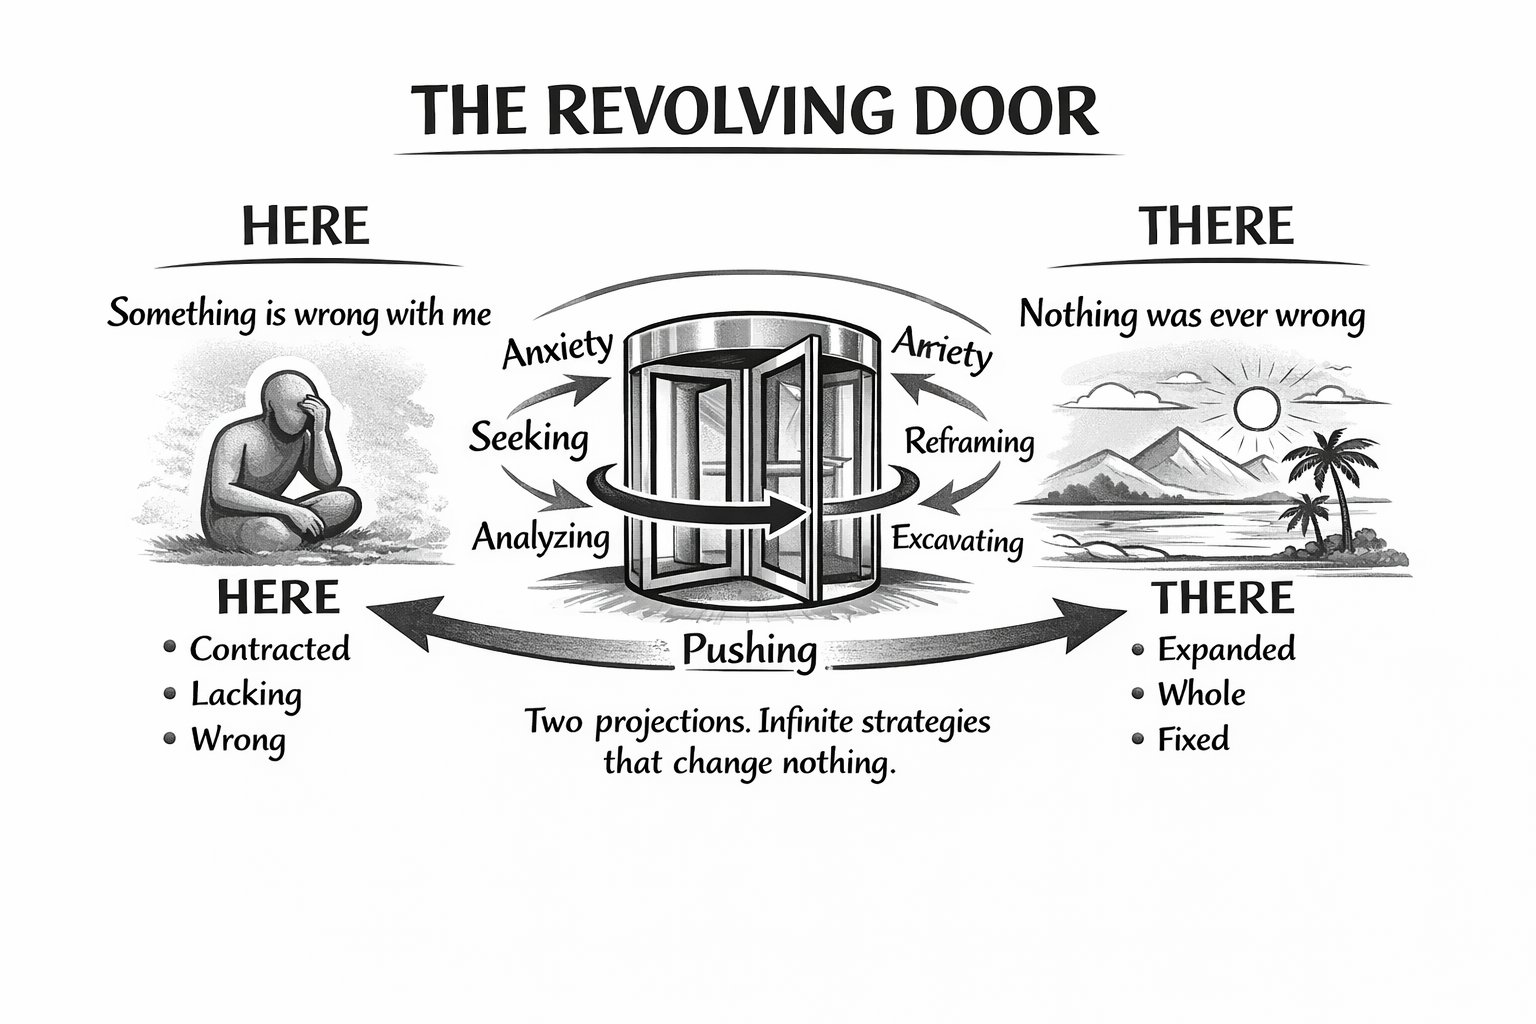 THE REVOLVING DOOR
HERE
Something is wrong with me
Anxiety
Seeking
Analyzing
HERE
• Contracted
• Lacking
• Wrong
Pushing
Two projections. Infinite strategies
that change nothing.
THERE
Nothing was ever wrong
Arriety
Reframing
Excavating
THERE
• Expanded
• Whole
• Fixed